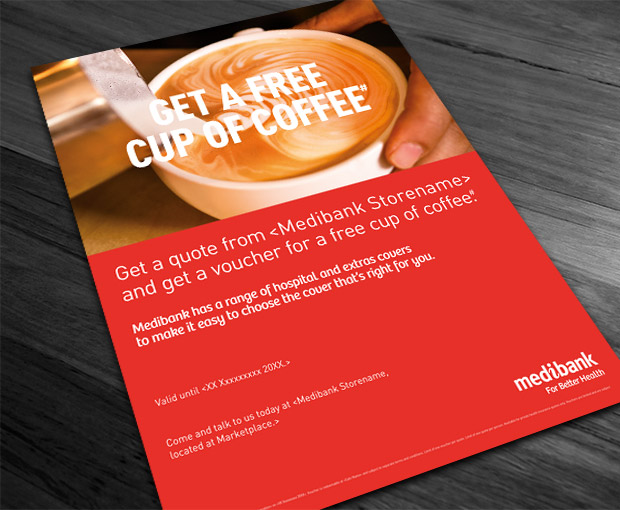 GET A FREE
CUP OF COFFEE#
Get a quote from <Medibank Storename>
and get a voucher for a free cup of coffee#.
Medibank has a range of hospital and extras covers
to make it easy to choose the cover that's right for you.
Valid until <XX Xxxxxxxxx 20XX.>
Come and talk to us today at <Medibank Storename,
located at Marketplace.>
medibank
For Better Health